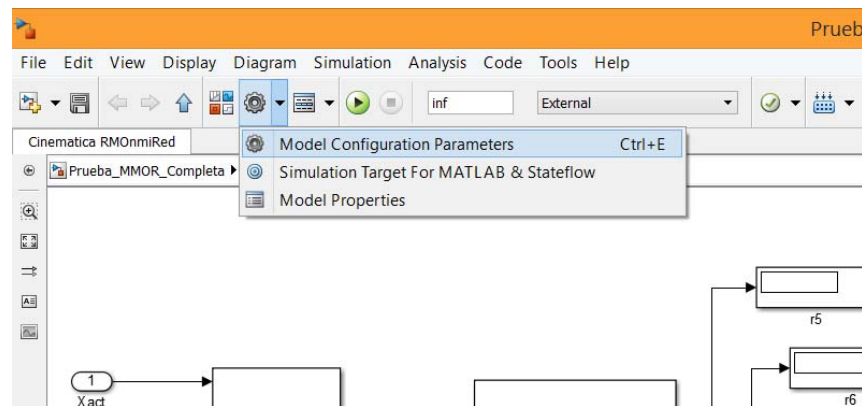 Prueb
File Edit View Display Diagram Simulation Analysis Code Tools Help
inf External
Cinematica RMOnmiRed
Model Configuration Parameters Ctrl+E
Prueba_MMOR_Completa
Simulation Target For MATLAB & Stateflow
Model Properties
r5
1
Xact
r6